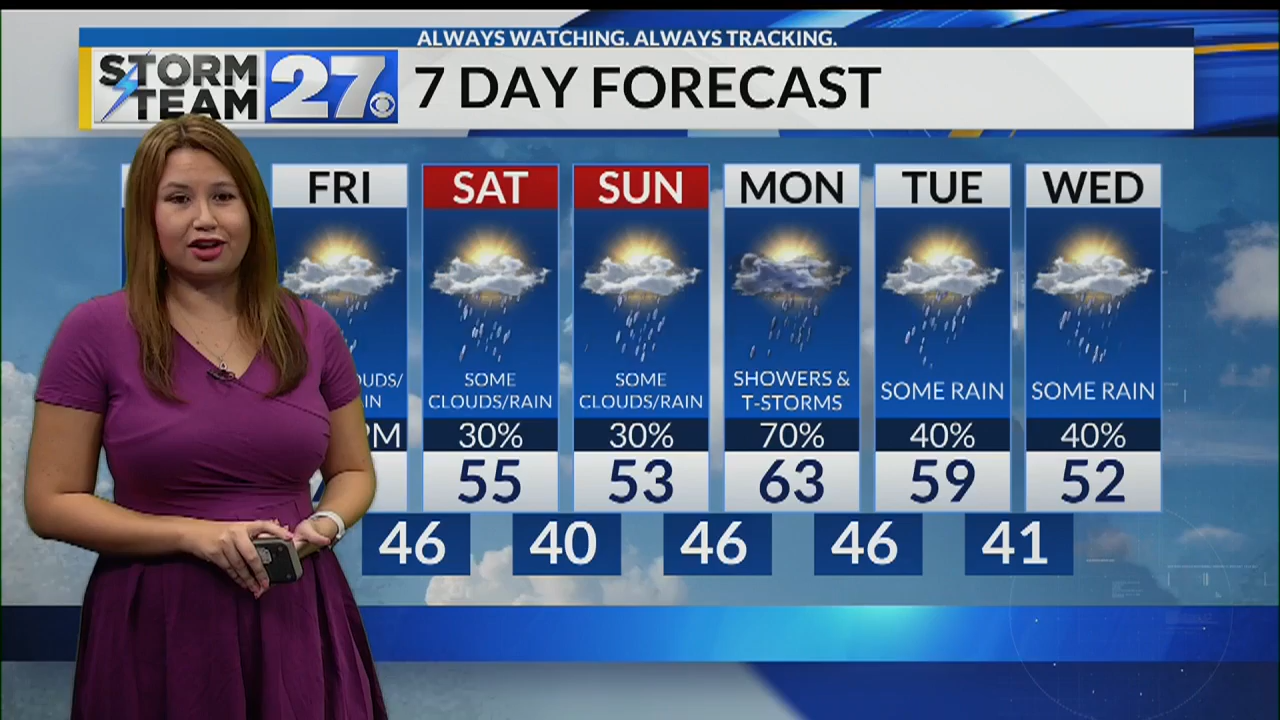 ALWAYS WATCHING. ALWAYS TRACKING.
STORM
TEAM
27
7 DAY FORECAST
FRI
SAT
SUN
MON
TUE
WED
SOME
CLOUDS/RAIN
SOME
CLOUDS/RAIN
SHOWERS &
T-STORMS
SOME RAIN
SOME RAIN
30%
30%
70%
40%
40%
55
53
63
59
52
46
40
46
46
41